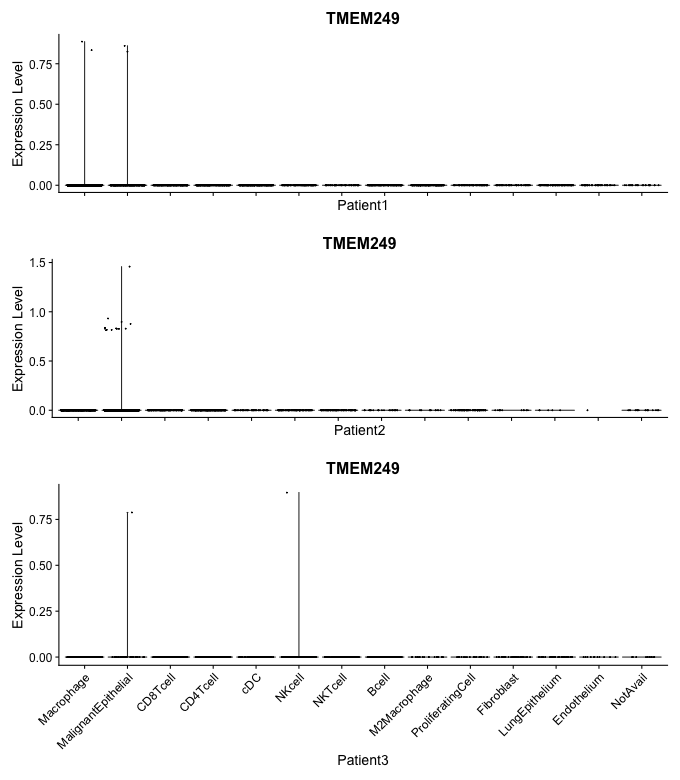 TMEM249
Expression Level
0.75
0.50
0.25
0.00
Patient1
TMEM249
Expression Level
1.5
1.0
0.5
0.0
Patient2
TMEM249
Expression Level
0.75
0.50
0.25
0.00
Macrophage
MalignantEpithelial
CD8Tcell
CD4Tcell
cDC
NKcell
NKTcell
Bcell
M2Macrophage
ProliferatingCell
Fibroblast
LungEpithelium
Endothelium
NotAvail
Patient3